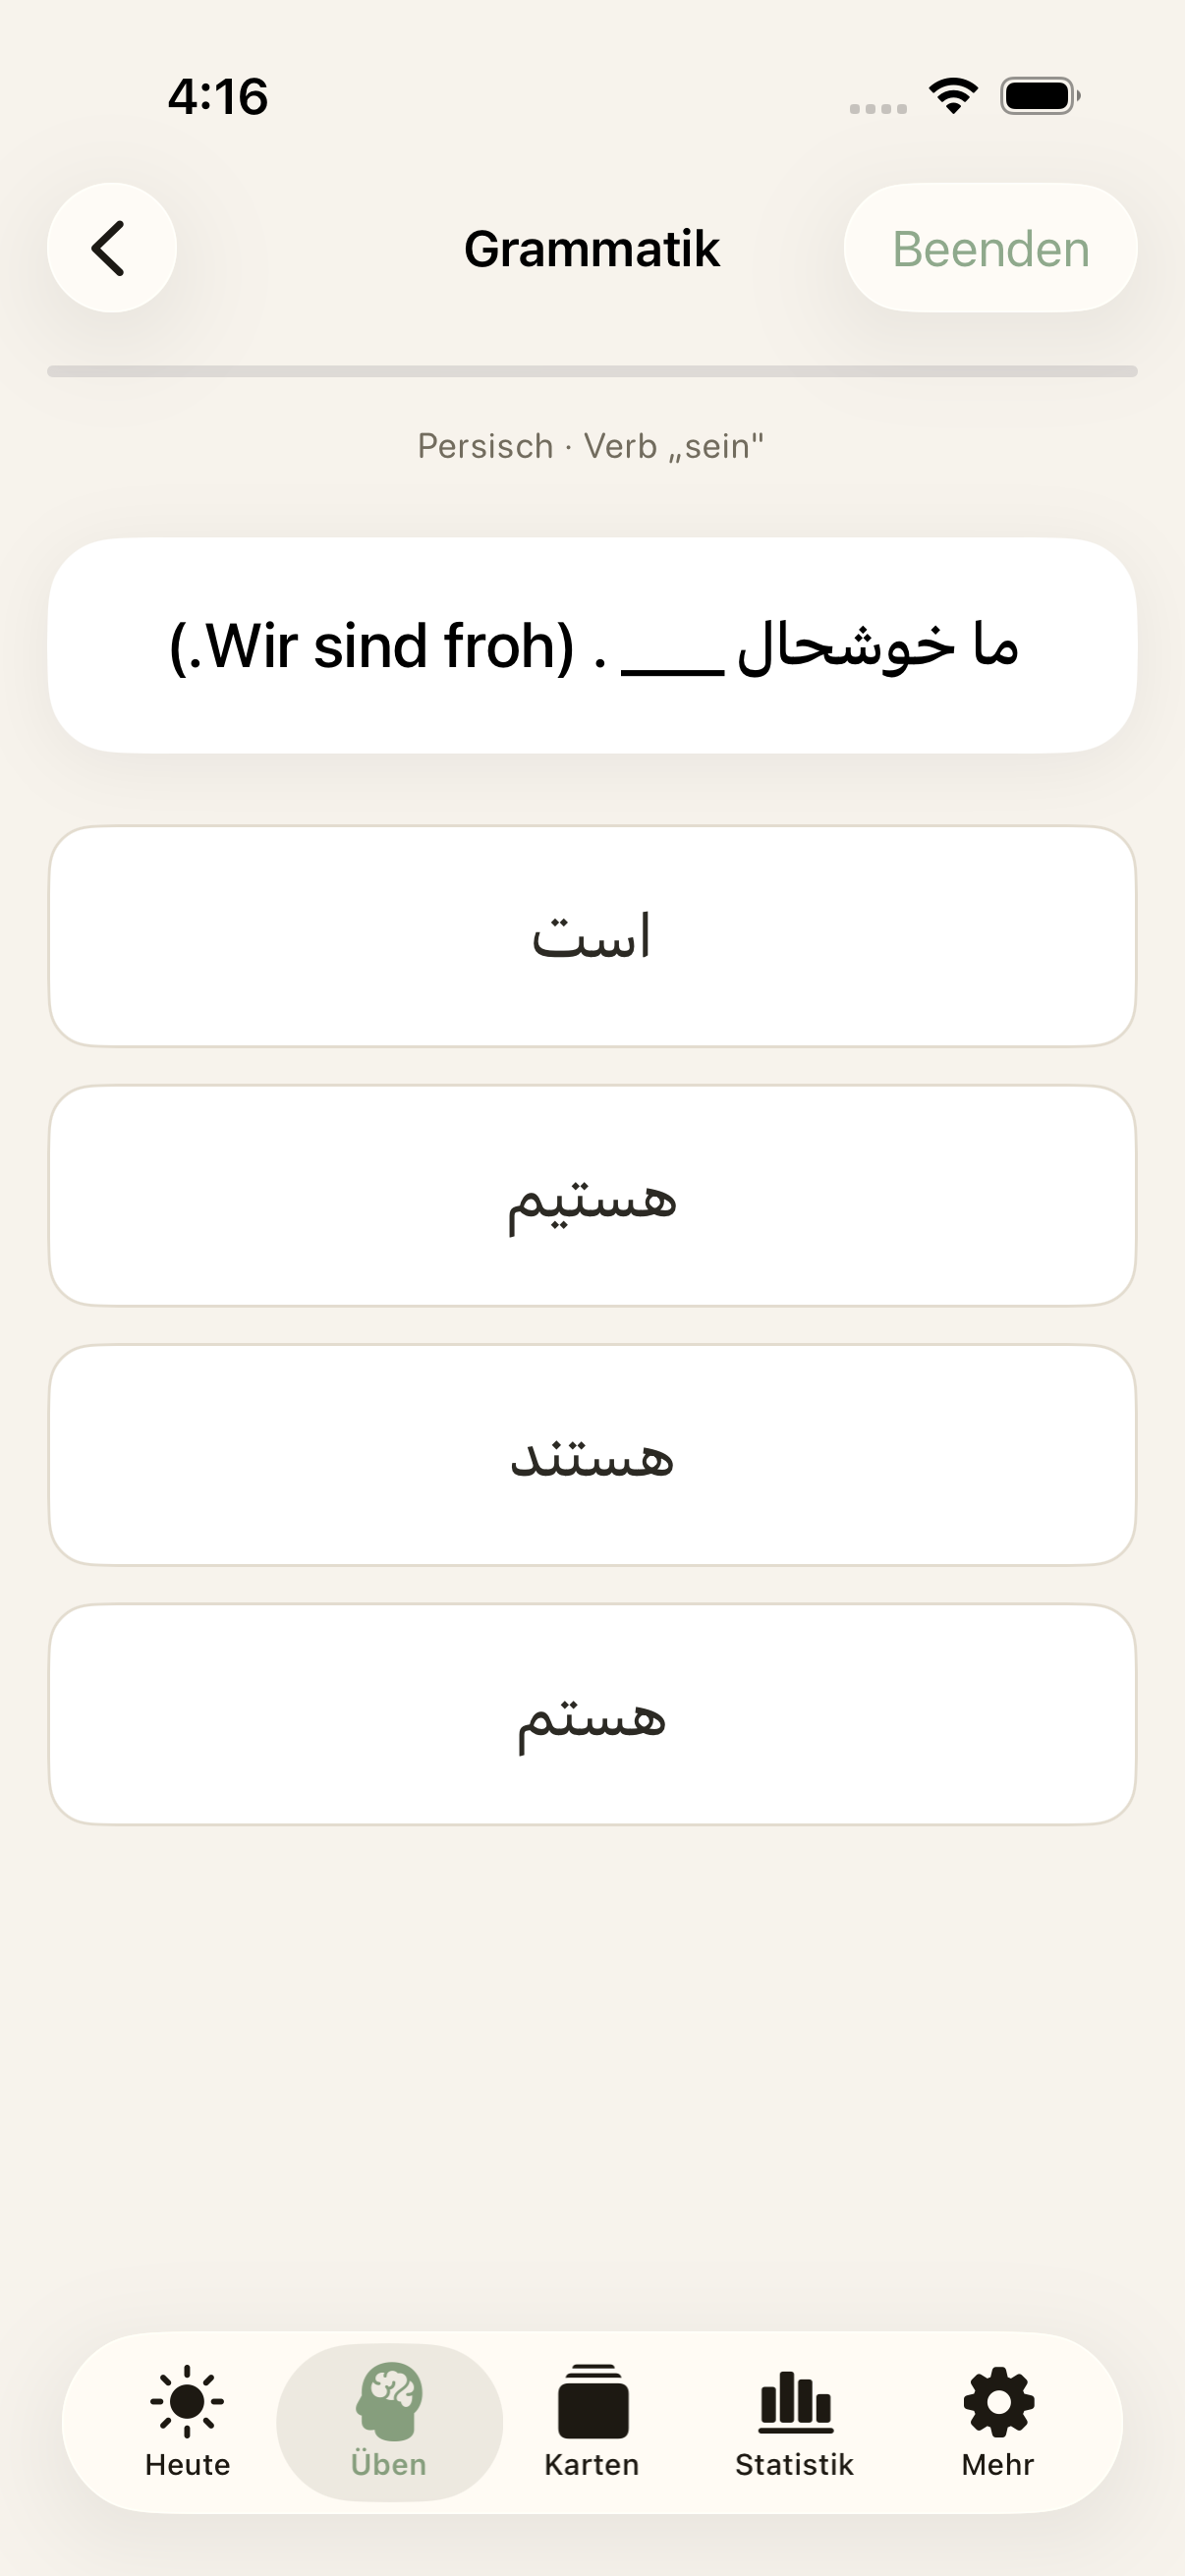 4:16
Grammatik
Beenden
Persisch · Verb „sein"
ما خوشحال ____ . (Wir sind froh.)
است
هستیم
هستند
هستم
Heute
Üben
Karten
Statistik
Mehr